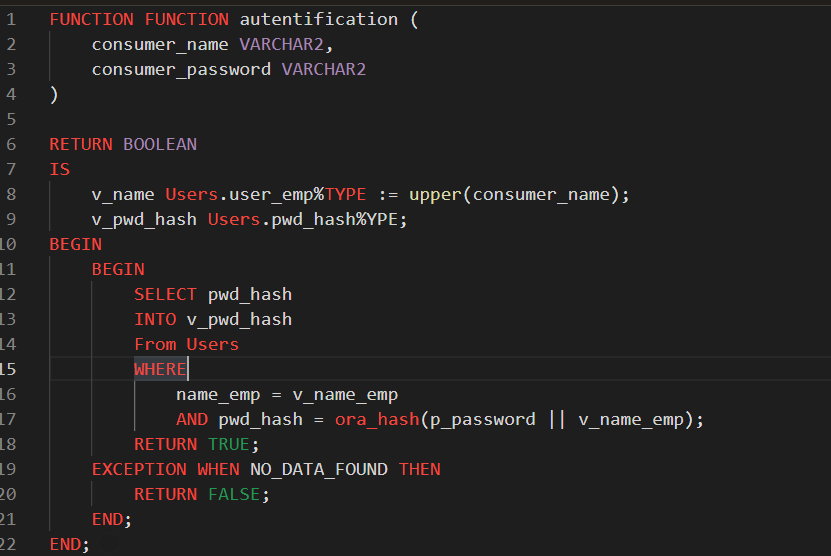 1 FUNCTION FUNCTION autentification (
2 consumer_name VARCHAR2,
3 consumer_password VARCHAR2
4 )
5
6 RETURN BOOLEAN
7 IS
8 v_name Users.user_emp%TYPE := upper(consumer_name);
9 v_pwd_hash Users.pwd_hash%YPE;
10 BEGIN
11 BEGIN
12 SELECT pwd_hash
13 INTO v_pwd_hash
14 From Users
15 WHERE
16 name_emp = v_name_emp
17 AND pwd_hash = ora_hash(p_password || v_name_emp);
18 RETURN TRUE;
19 EXCEPTION WHEN NO_DATA_FOUND THEN
20 RETURN FALSE;
21 END;
22 END;